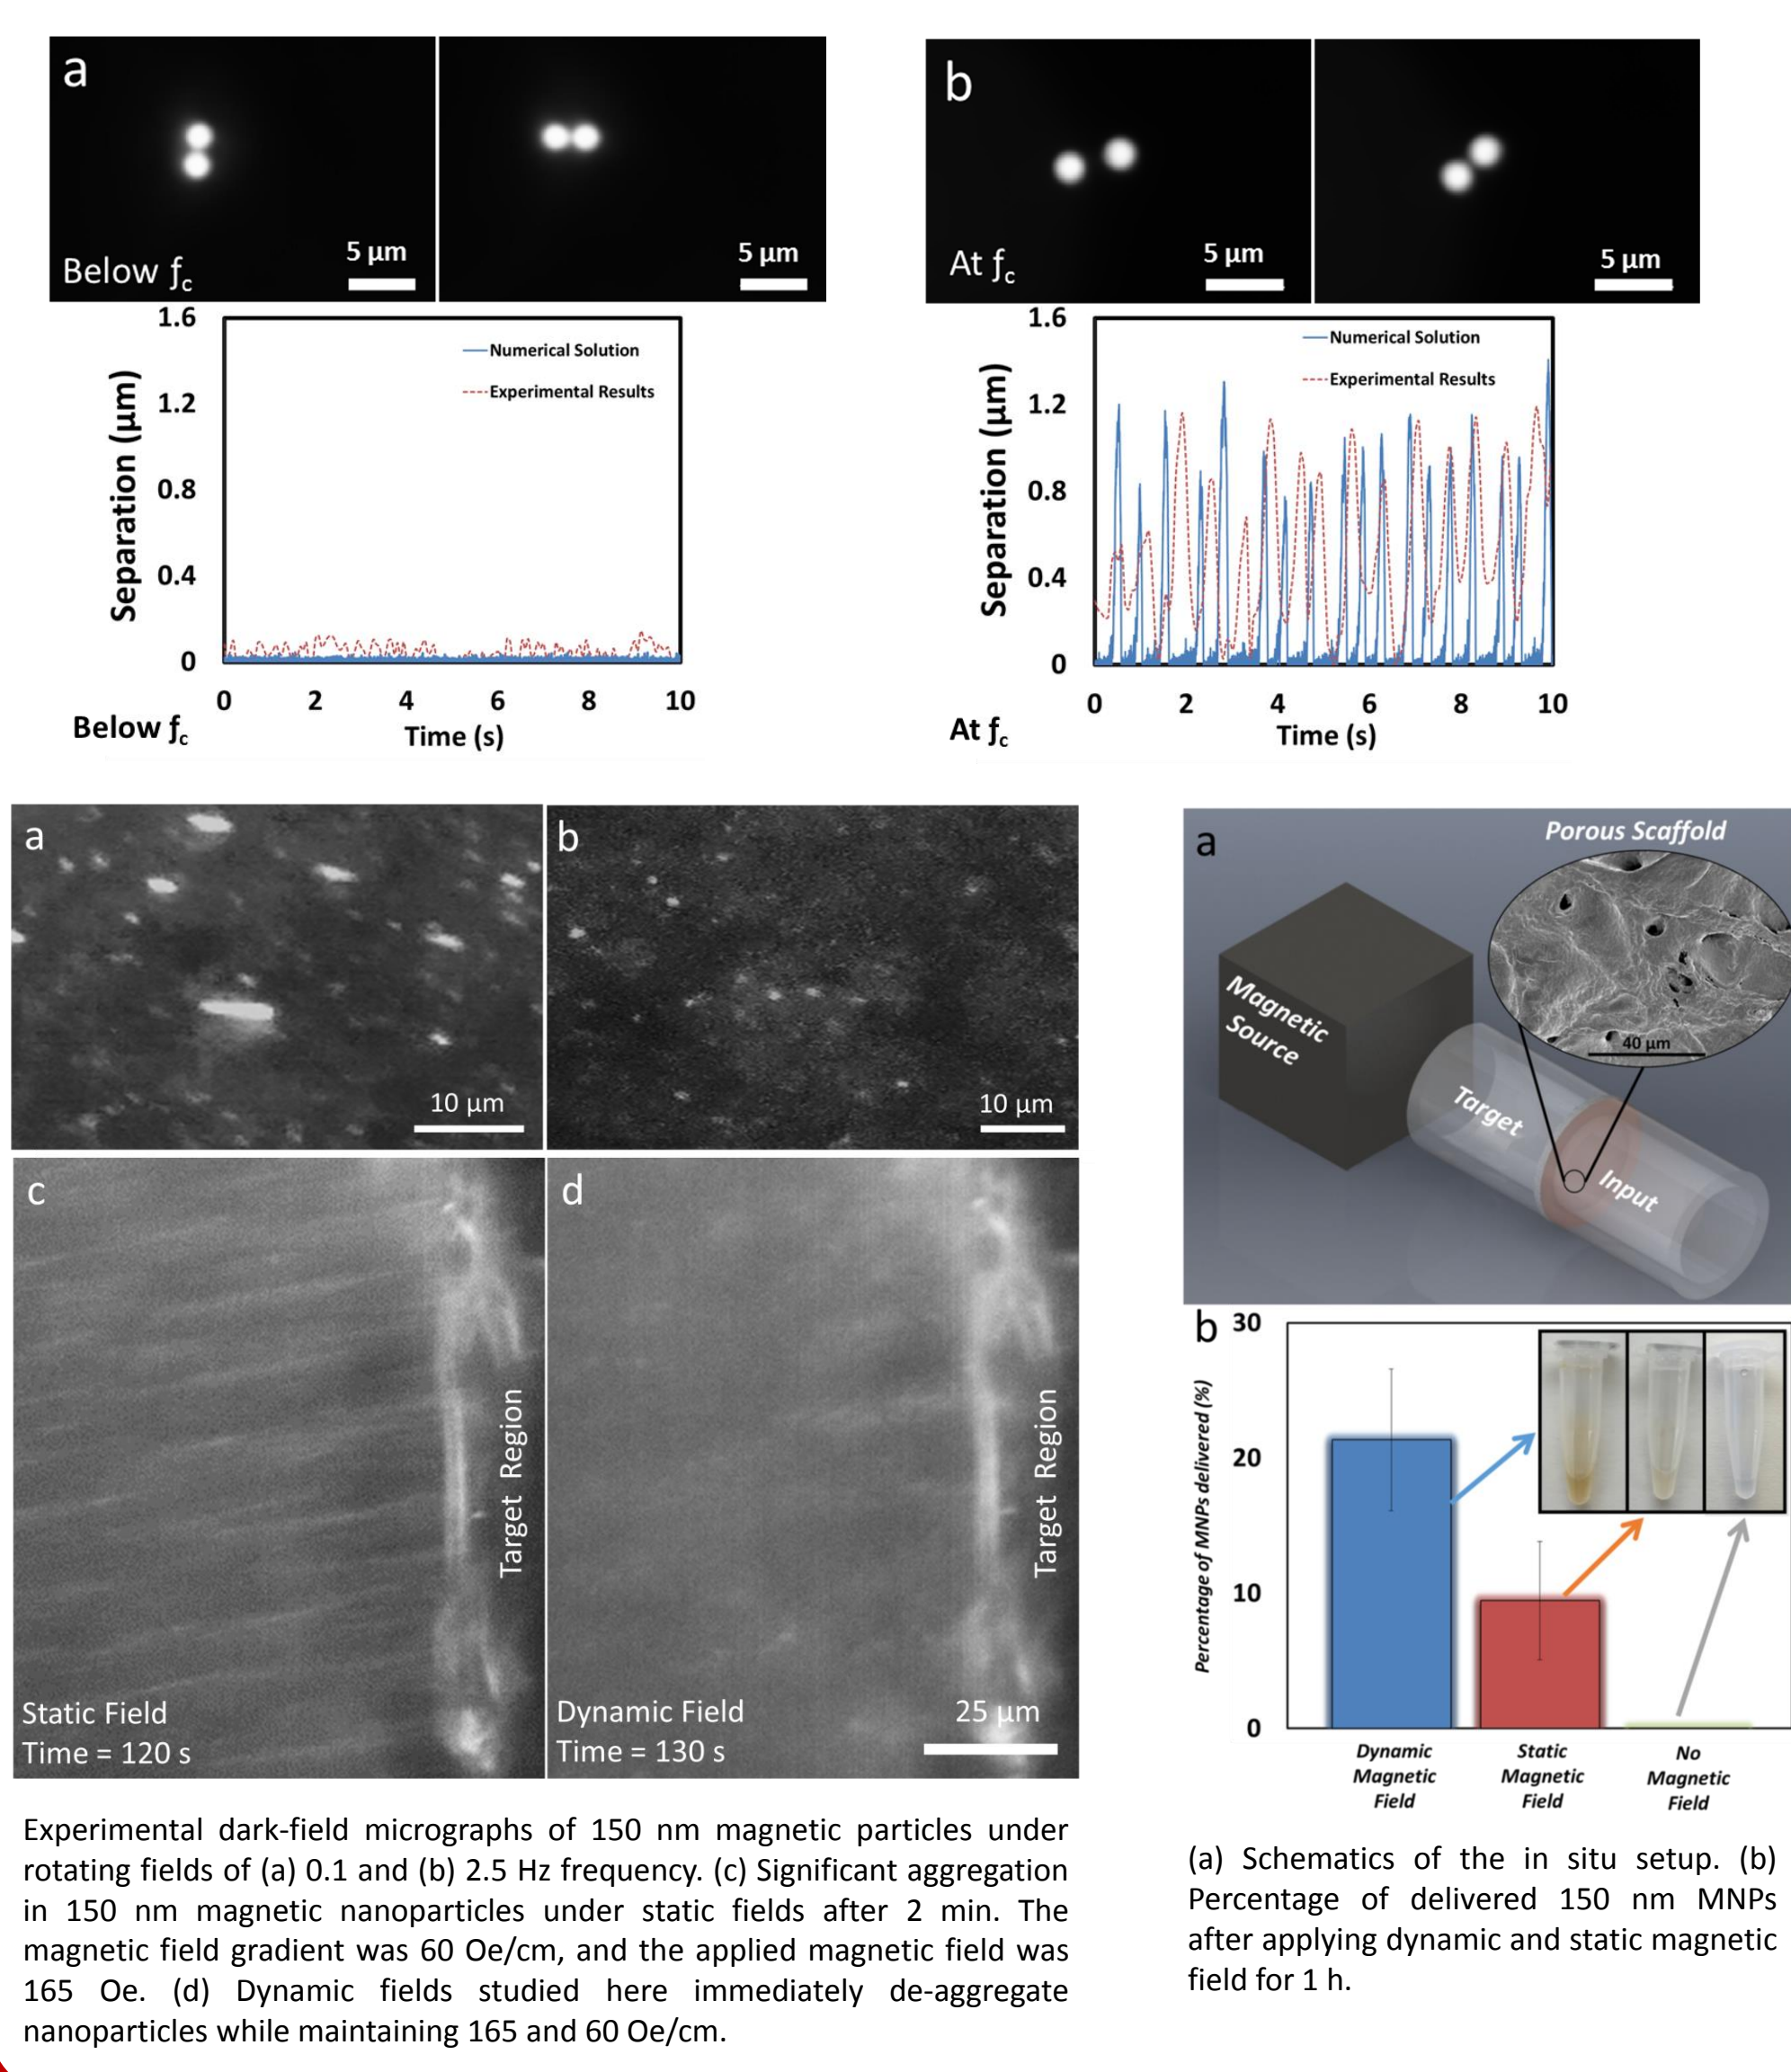 a
Below ƒc
5 µm
5 µm
b
At ƒc
5 µm
5 µm
1.6
1.2
0.8
0.4
0
Separation (µm)
Numerical Solution
Experimental Results
0 2 4 6 8 10
Below ƒc
Time (s)
1.6
1.2
0.8
0.4
0
Separation (µm)
Numerical Solution
Experimental Results
0 2 4 6 8 10
At ƒc
Time (s)
a
10 µm
b
10 µm
c
Target Region
Static Field
Time = 120 s
d
Target Region
Dynamic Field
Time = 130 s
25 µm
Experimental dark-field micrographs of 150 nm magnetic particles under
rotating fields of (a) 0.1 and (b) 2.5 Hz frequency. (c) Significant aggregation
in 150 nm magnetic nanoparticles under static fields after 2 min. The
magnetic field gradient was 60 Oe/cm, and the applied magnetic field was
165 Oe. (d) Dynamic fields studied here immediately de-aggregate
nanoparticles while maintaining 165 and 60 Oe/cm.
a
Porous Scaffold
40 µm
Magnetic
Source
Target
Input
b
30
20
10
0
Percentage of MNPs delivered (%)
Dynamic
Magnetic
Field
Static
Magnetic
Field
No
Magnetic
Field
(a) Schematics of the in situ setup. (b)
Percentage of delivered 150 nm MNPs
after applying dynamic and static magnetic
field for 1 h.